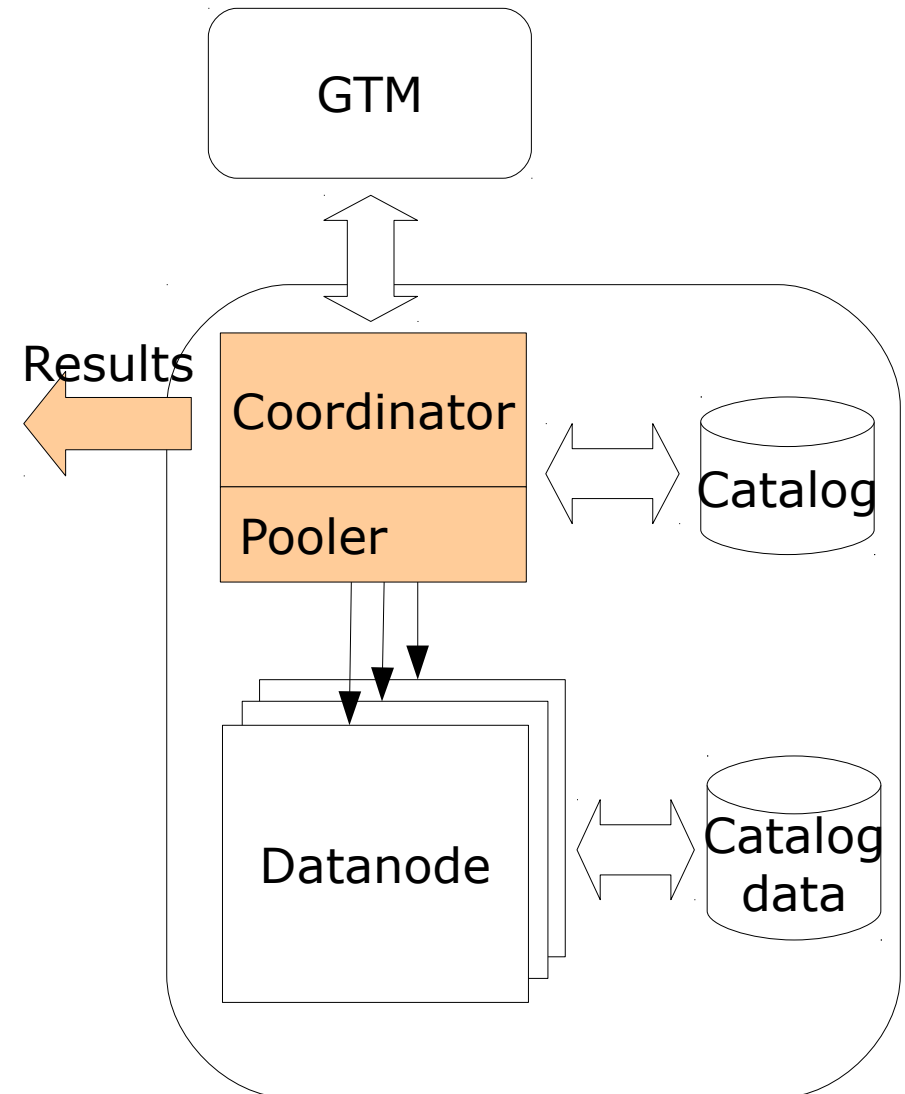 GTM
Results
Coordinator
Catalog
Pooler
Catalog
data
Datanode